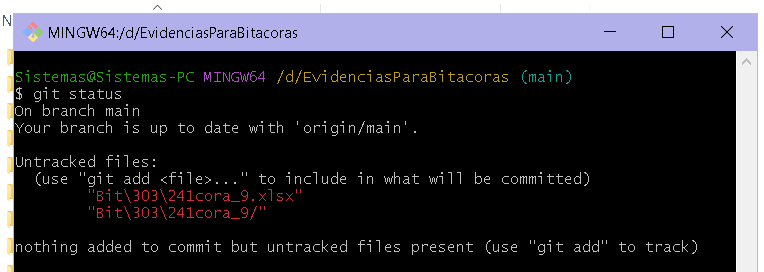 N
MINGW64:/d/EvidenciasParaBitacoras
Sistemas@Sistemas-PC MINGW64 /d/EvidenciasParaBitacoras (main)
$ git status
On branch main
Your branch is up to date with 'origin/main'.
Untracked files:
(use "git add <file>..." to include in what will be committed)
"Bit\303\241cora_9.xlsx"
"Bit\303\241cora_9/"
nothing added to commit but untracked files present (use "git add" to track)